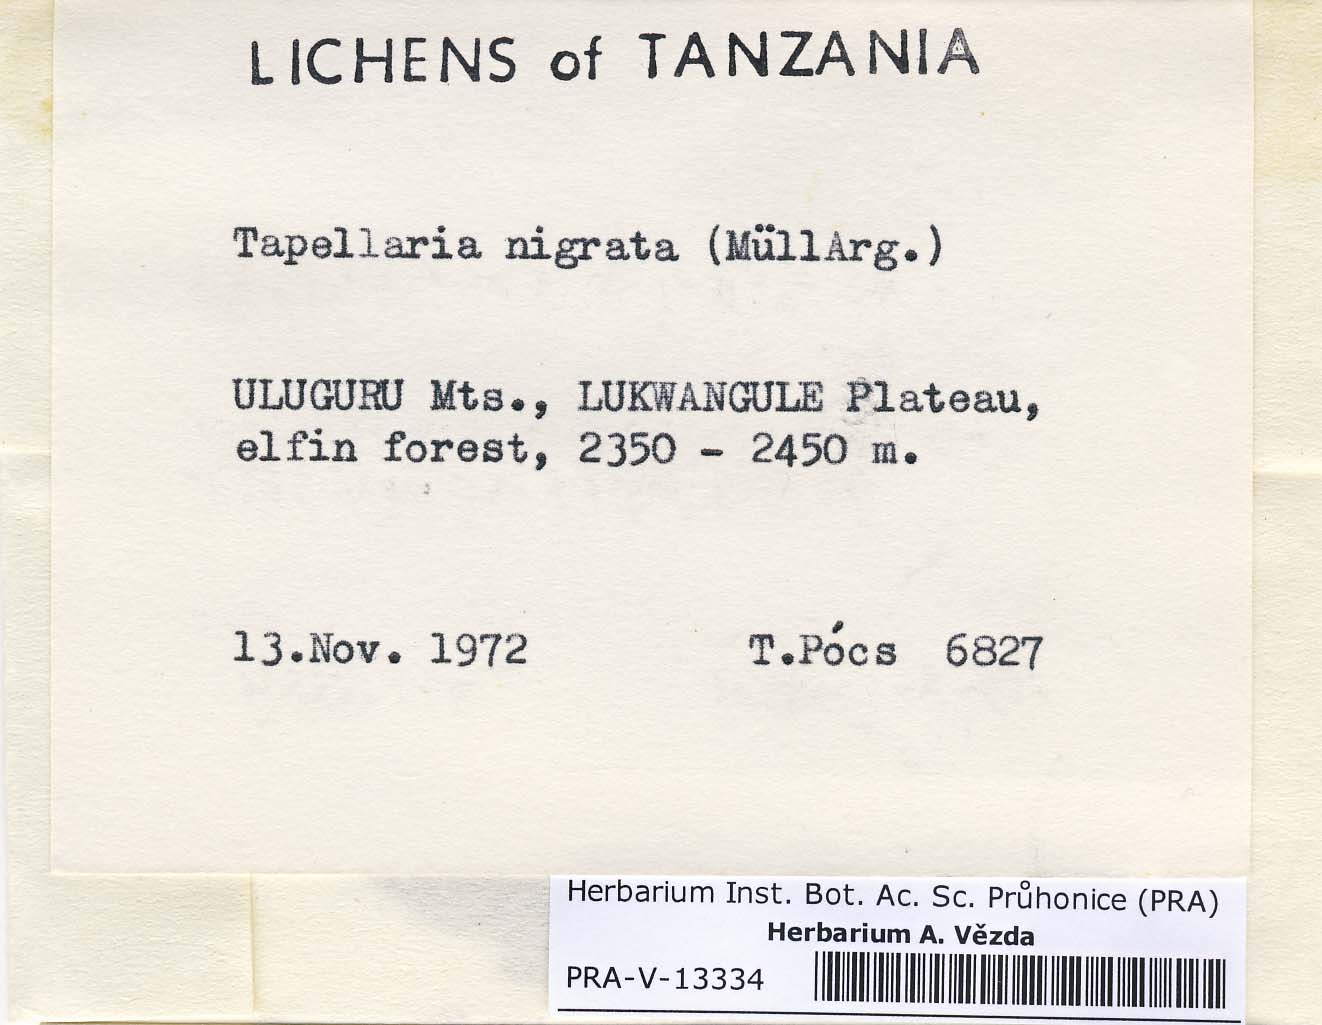 LICHENS of TANZANIA
Tapellaria nigrata (MüllArg.)
ULUGURU Mts., LUKWANGULE Plateau,
elfin forest, 2350 - 2450 m.
13.Nov. 1972 T.Pócs 6827
Herbarium Inst. Bot. Ac. Sc. Průhonice (PRA)
Herbarium A. Vězda
PRA-V-13334